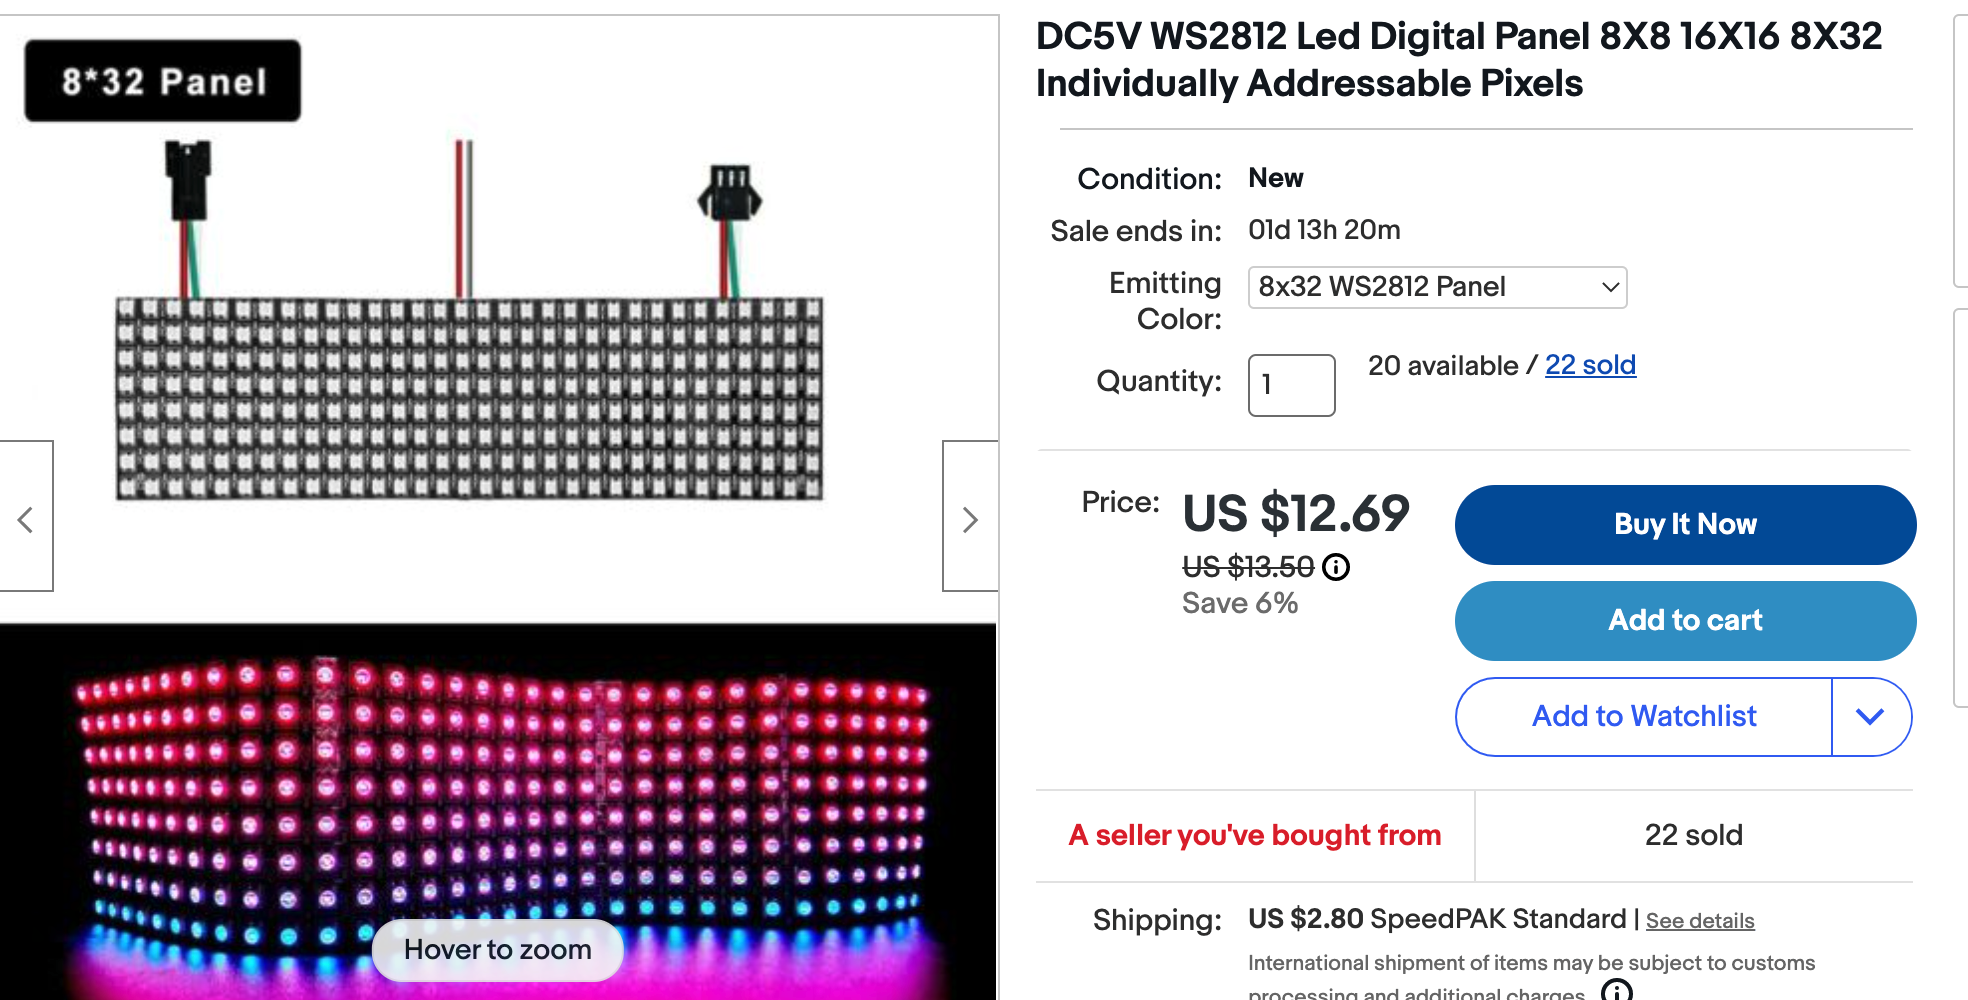 8*32 Panel
DC5V WS2812 Led Digital Panel 8X8 16X16 8X32
Individually Addressable Pixels
Condition: New
Sale ends in: 01d 13h 20m
Emitting
Color:
8x32 WS2812 Panel
Quantity: 1 20 available / 22 sold
Price: US $12.69
US $13.50
Save 6%
Buy It Now
Add to cart
Add to Watchlist
A seller you've bought from
22 sold
Hover to zoom
Shipping: US $2.80 SpeedPAK Standard | See details
International shipment of items may be subject to customs
processing and additional charges.